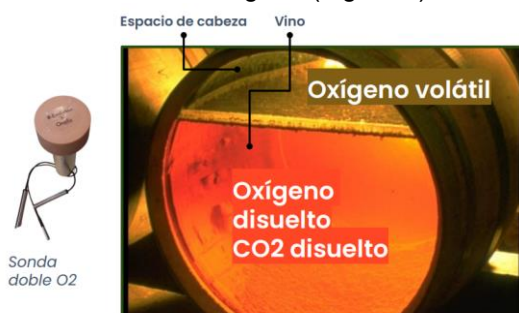 Espacio de cabeza
Vino
Oxígeno volátil
Oxígeno
disuelto
CO2 disuelto
Sonda
doble O2